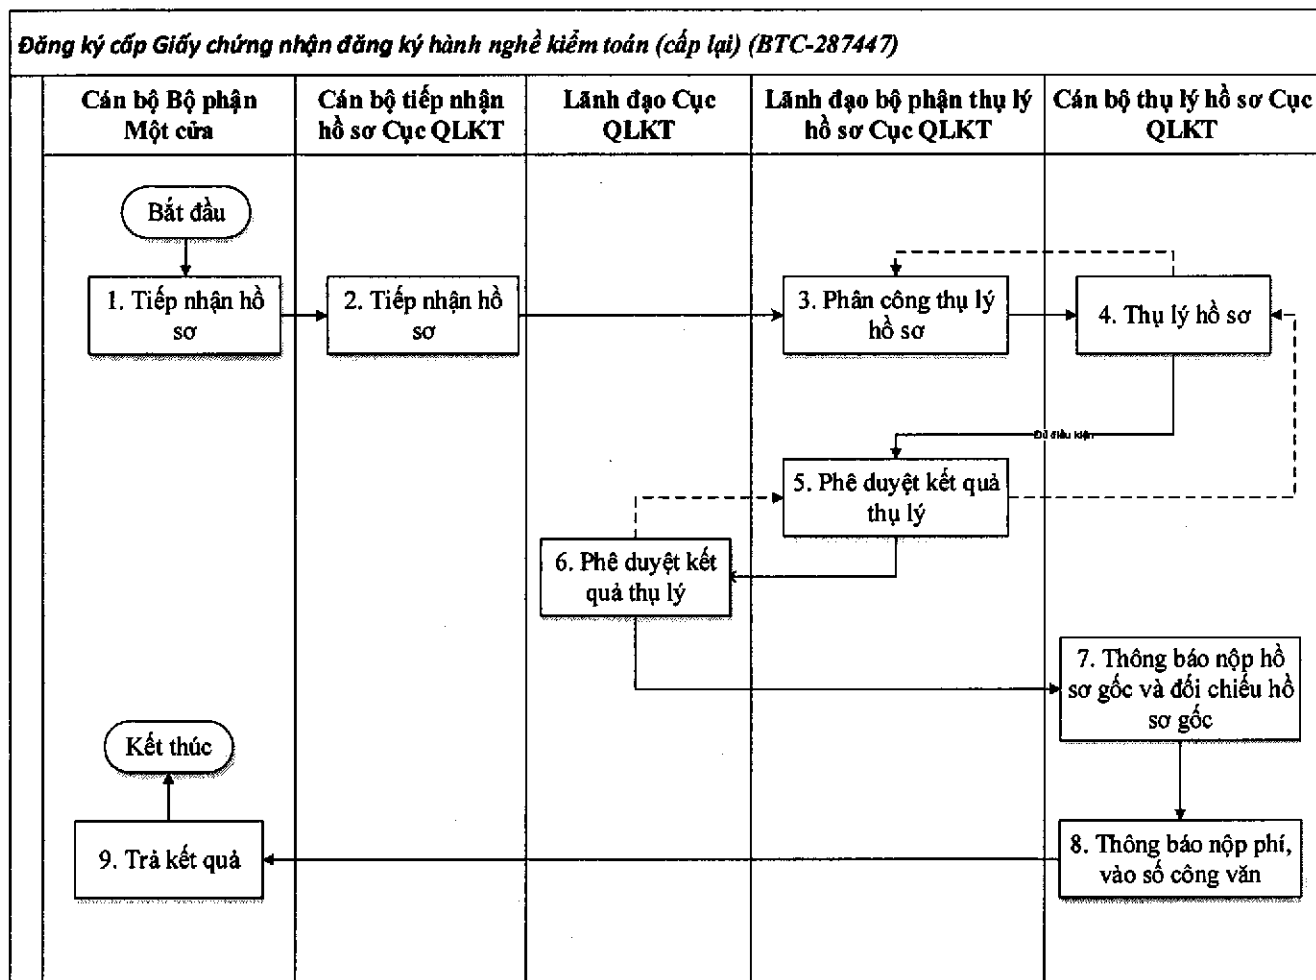 Đăng ký cấp Giấy chứng nhận đăng ký hành nghề kiểm toán (cấp lại) (BTC-287447)
Cán bộ Bộ phận
Một cửa
Cán bộ tiếp nhận
hồ sơ Cục QLKT
Lãnh đạo Cục
QLKT
Lãnh đạo bộ phận thụ lý
hồ sơ Cục QLKT
Cán bộ thụ lý hồ sơ Cục
QLKT
Bắt đầu
1. Tiếp nhận hồ
sơ
2. Tiếp nhận hồ
sơ
3. Phân công thụ lý
hồ sơ
4. Thụ lý hồ sơ
Đủ điều kiện
5. Phê duyệt kết quả
thụ lý
6. Phê duyệt kết
quả thụ lý
7. Thông báo nộp hồ
sơ gốc và đối chiếu hồ
sơ gốc
Kết thúc
9. Trả kết quả
8. Thông báo nộp phí,
vào số công văn